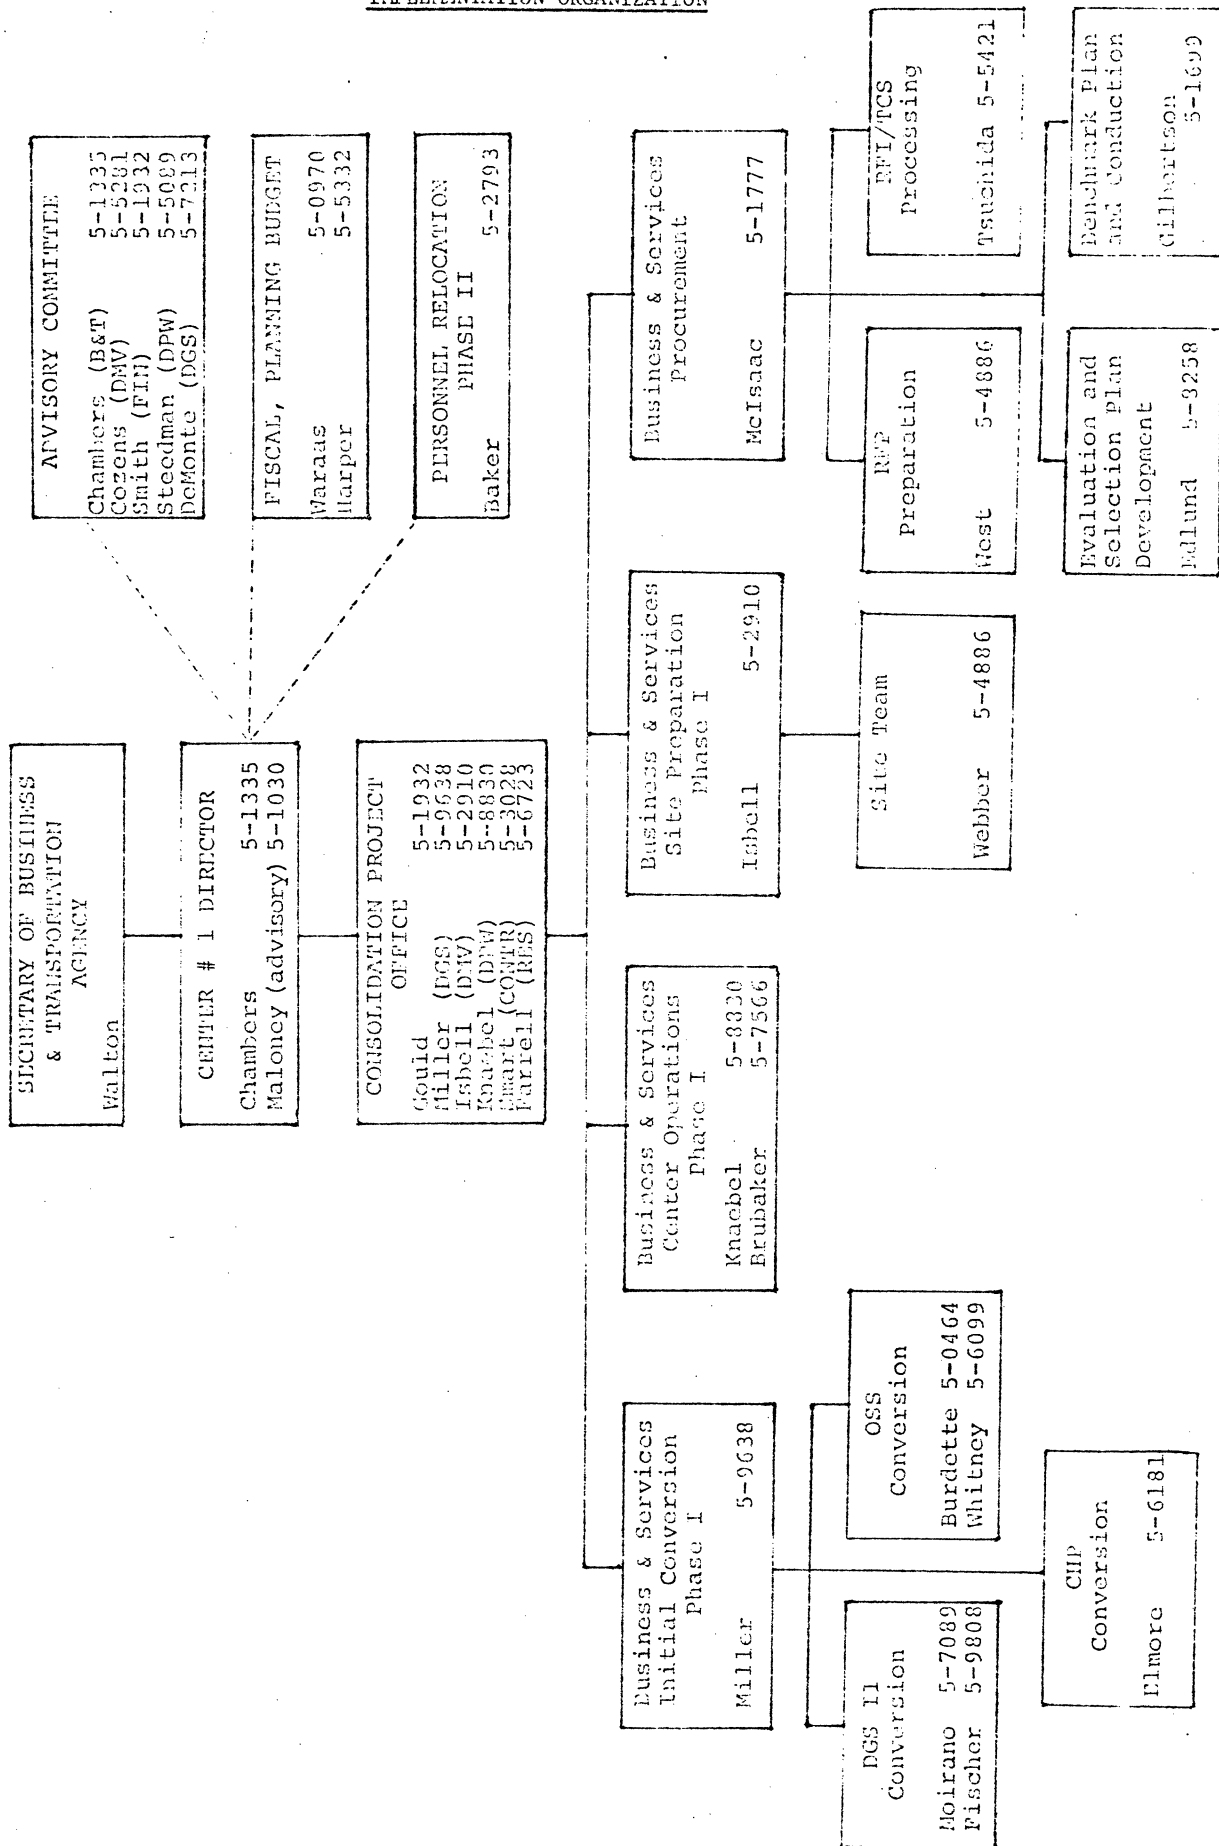 IMPLEMENTATION ORGANIZATION
SECRETARY OF BUSINESS
& TRANSPORTATION
AGENCY
Walton
CENTER # 1 DIRECTOR
Chambers 5-1335
Maloney (advisory) 5-1030
ADVISORY COMMITTEE
Chambers (B&T) 5-1335
Cozens (DMV) 5-5281
Smith (FIN) 5-1932
Steedman (DPW) 5-5089
DeMonte (DGS) 5-7213
FISCAL, PLANNING BUDGET
Waraas 5-0970
Harper 5-5332
PERSONNEL RELOCATION
PHASE II
Baker 5-2793
CONSOLIDATION PROJECT
OFFICE
Gould 5-1932
Miller (DGS) 5-9638
Isbell (DMV) 5-2910
Knaebel (DPW) 5-8830
Smart (CONTR) 5-3028
Farrell (RES) 5-6723
Business & Services
Initial Conversion
Phase I
Miller 5-9638
Business & Services
Center Operations
Phase I
Knaebel 5-8830
Brubaker 5-7566
Business & Services
Site Preparation
Phase I
Isbell 5-2910
Business & Services
Procurement
McIsaac 5-1777
DGS II
Conversion
Moirano 5-7089
Fischer 5-9808
OSS
Conversion
Burdette 5-0464
Whitney 5-6099
CHP
Conversion
Elmore 5-6181
Site Team
Webber 5-4886
RFP
Preparation
West 5-4886
RFI/TCS
Processing
Tsuchida 5-5421
Evaluation and
Selection Plan
Development
Edlund 5-8258
Benchmark Plan
and Conduction
Gilbertson
5-1699